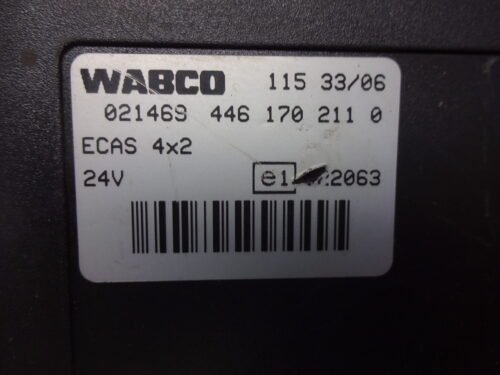 WABCO 115 33/06
021469 446 170 211 0
ECAS 4x2
24V e1 2063